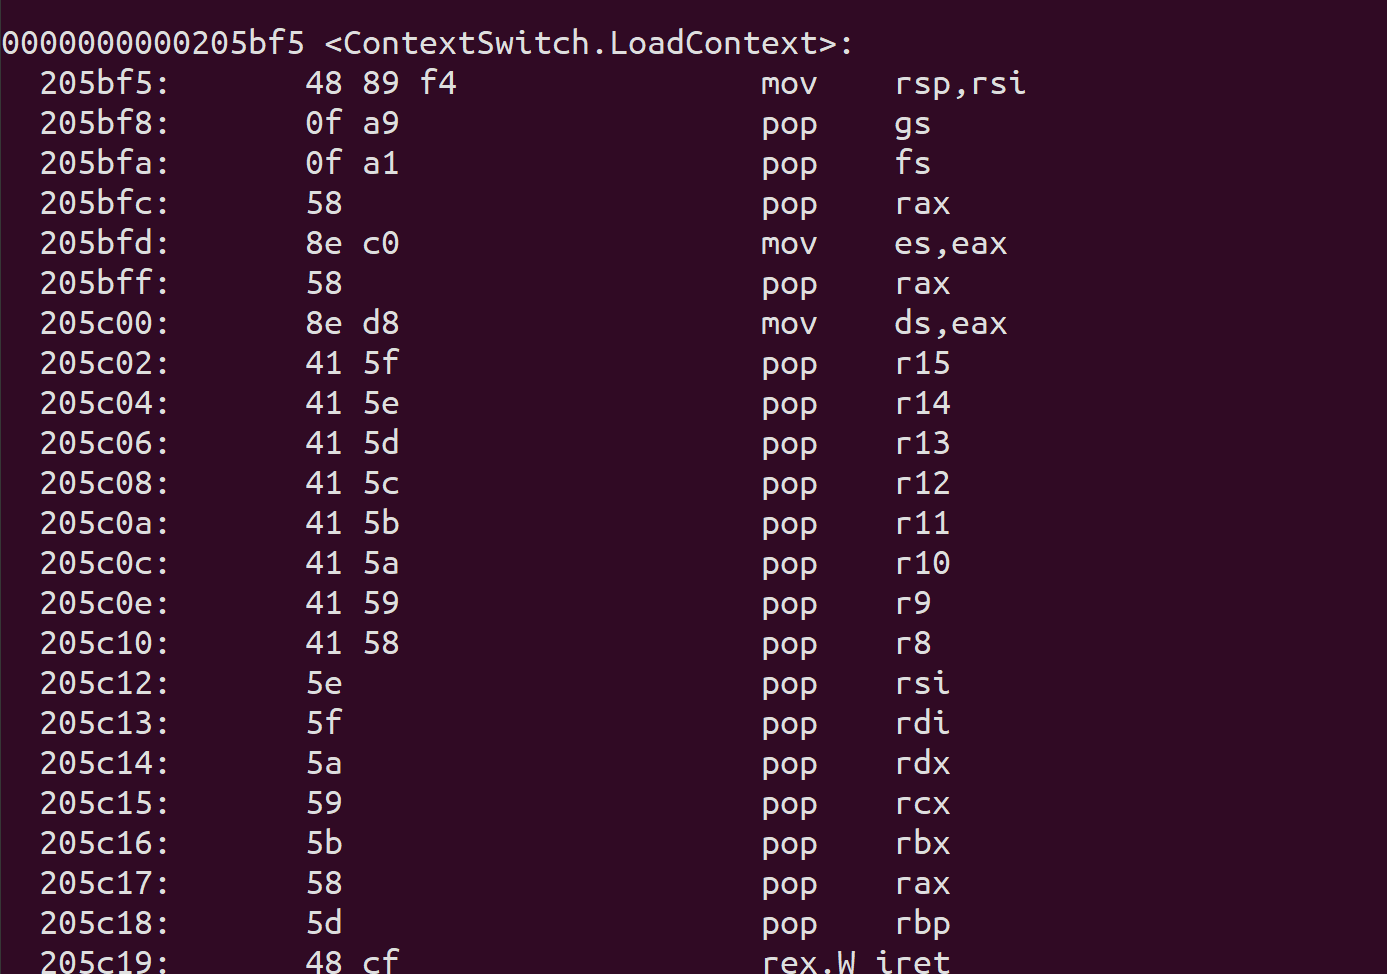 0000000000205bf5 <ContextSwitch.LoadContext>:
205bf5: 48 89 f4 mov rsp,rsi
205bf8: 0f a9 pop gs
205bfa: 0f a1 pop fs
205bfc: 58 pop rax
205bfd: 8e c0 mov es,eax
205bff: 58 pop rax
205c00: 8e d8 mov ds,eax
205c02: 41 5f pop r15
205c04: 41 5e pop r14
205c06: 41 5d pop r13
205c08: 41 5c pop r12
205c0a: 41 5b pop r11
205c0c: 41 5a pop r10
205c0e: 41 59 pop r9
205c10: 41 58 pop r8
205c12: 5e pop rsi
205c13: 5f pop rdi
205c14: 5a pop rdx
205c15: 59 pop rcx
205c16: 5b pop rbx
205c17: 58 pop rax
205c18: 5d pop rbp
205c19: 48 cf rex.W iret